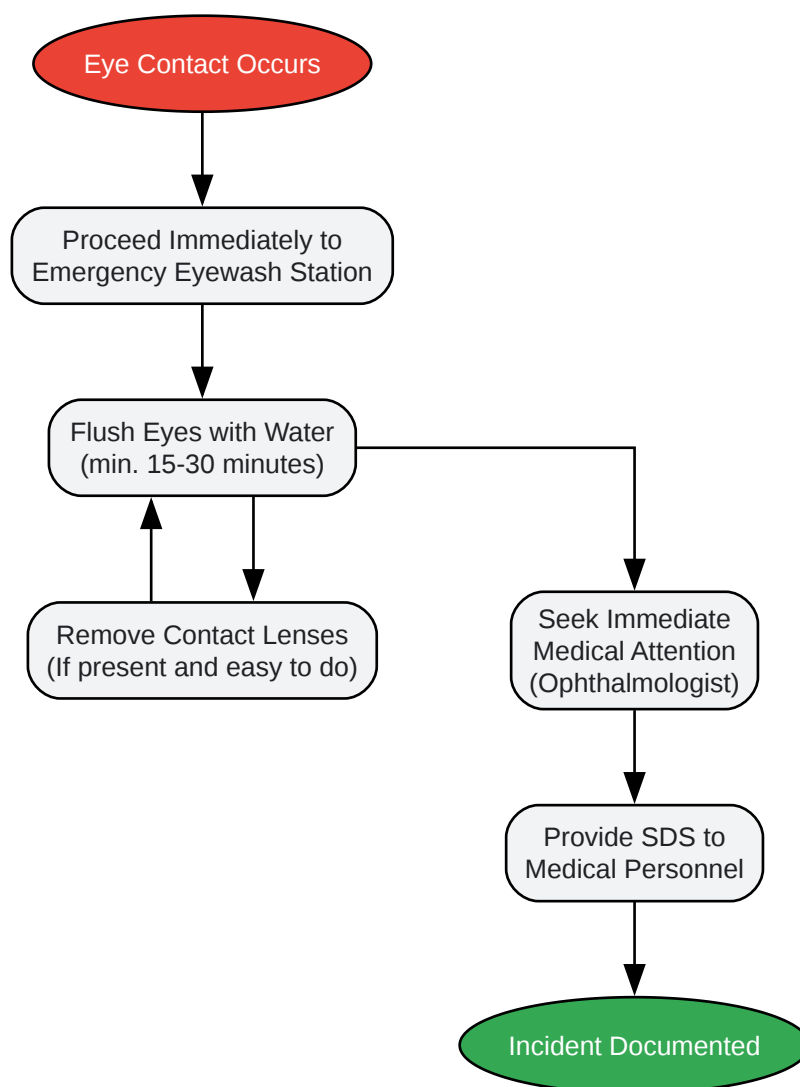 Eye Contact Occurs
Proceed Immediately to
Emergency Eyewash Station
Flush Eyes with Water
(min. 15-30 minutes)
Remove Contact Lenses
(If present and easy to do)
Seek Immediate
Medical Attention
(Ophthalmologist)
Provide SDS to
Medical Personnel
Incident Documented